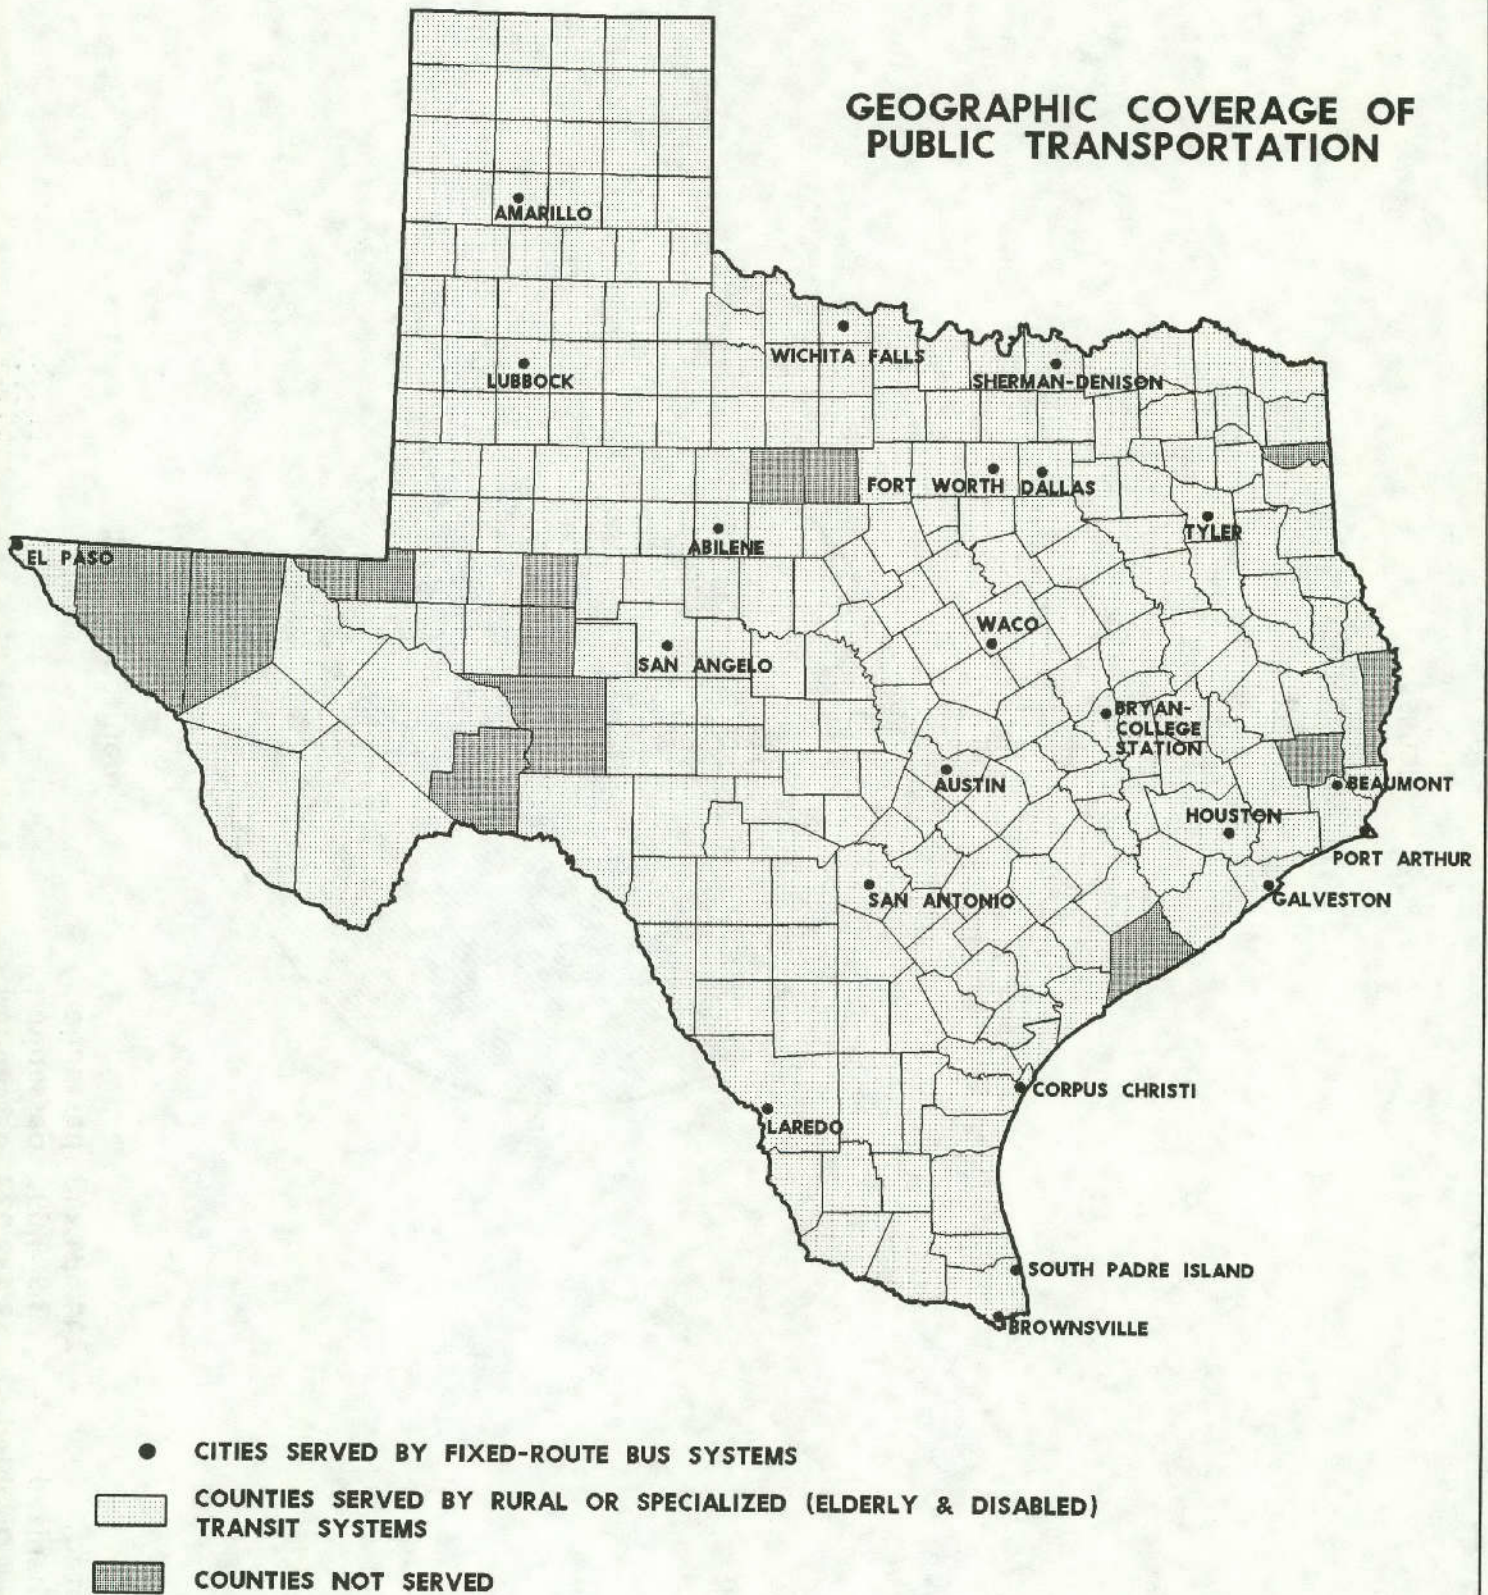 GEOGRAPHIC COVERAGE OF
PUBLIC TRANSPORTATION
AMARILLO
WICHITA FALLS
LUBBOCK
SHERMAN-DENISON
FORT WORTH
DALLAS
TYLER
ABILENE
EL PASO
WACO
SAN ANGELO
BRYAN-
COLLEGE
STATION
AUSTIN
BEAUMONT
HOUSTON
PORT ARTHUR
SAN ANTONIO
GALVESTON
CORPUS CHRISTI
LAREDO
SOUTH PADRE ISLAND
BROWNSVILLE
CITIES SERVED BY FIXED-ROUTE BUS SYSTEMS
COUNTIES SERVED BY RURAL OR SPECIALIZED (ELDERLY & DISABLED)
TRANSIT SYSTEMS
COUNTIES NOT SERVED